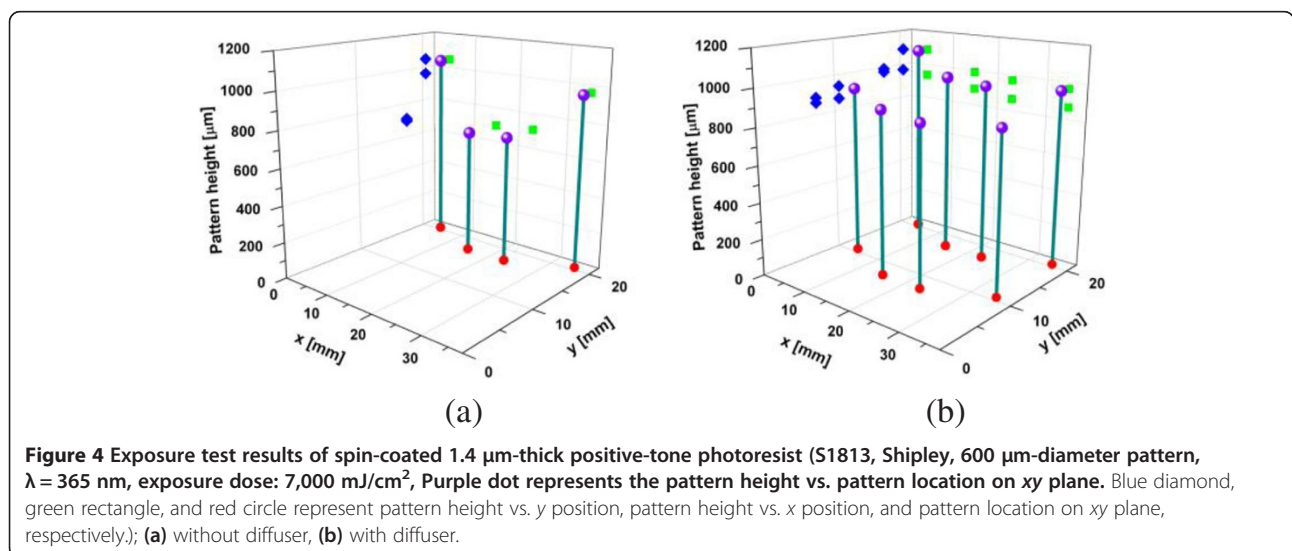 1200
1000
800
600
400
200
0
Pattern height [μm]
0
10
20
30
x [mm]
0
10
20
y [mm]
(a)
1200
1000
800
600
400
200
0
Pattern height [μm]
0
10
20
30
x [mm]
0
10
20
y [mm]
(b)
Figure 4 Exposure test results of spin-coated 1.4 μm-thick positive-tone photoresist (S1813, Shipley, 600 μm-diameter pattern,
λ = 365 nm, exposure dose: 7,000 mJ/cm², Purple dot represents the pattern height vs. pattern location on xy plane. Blue diamond,
green rectangle, and red circle represent pattern height vs. y position, pattern height vs. x position, and pattern location on xy plane,
respectively.); (a) without diffuser, (b) with diffuser.